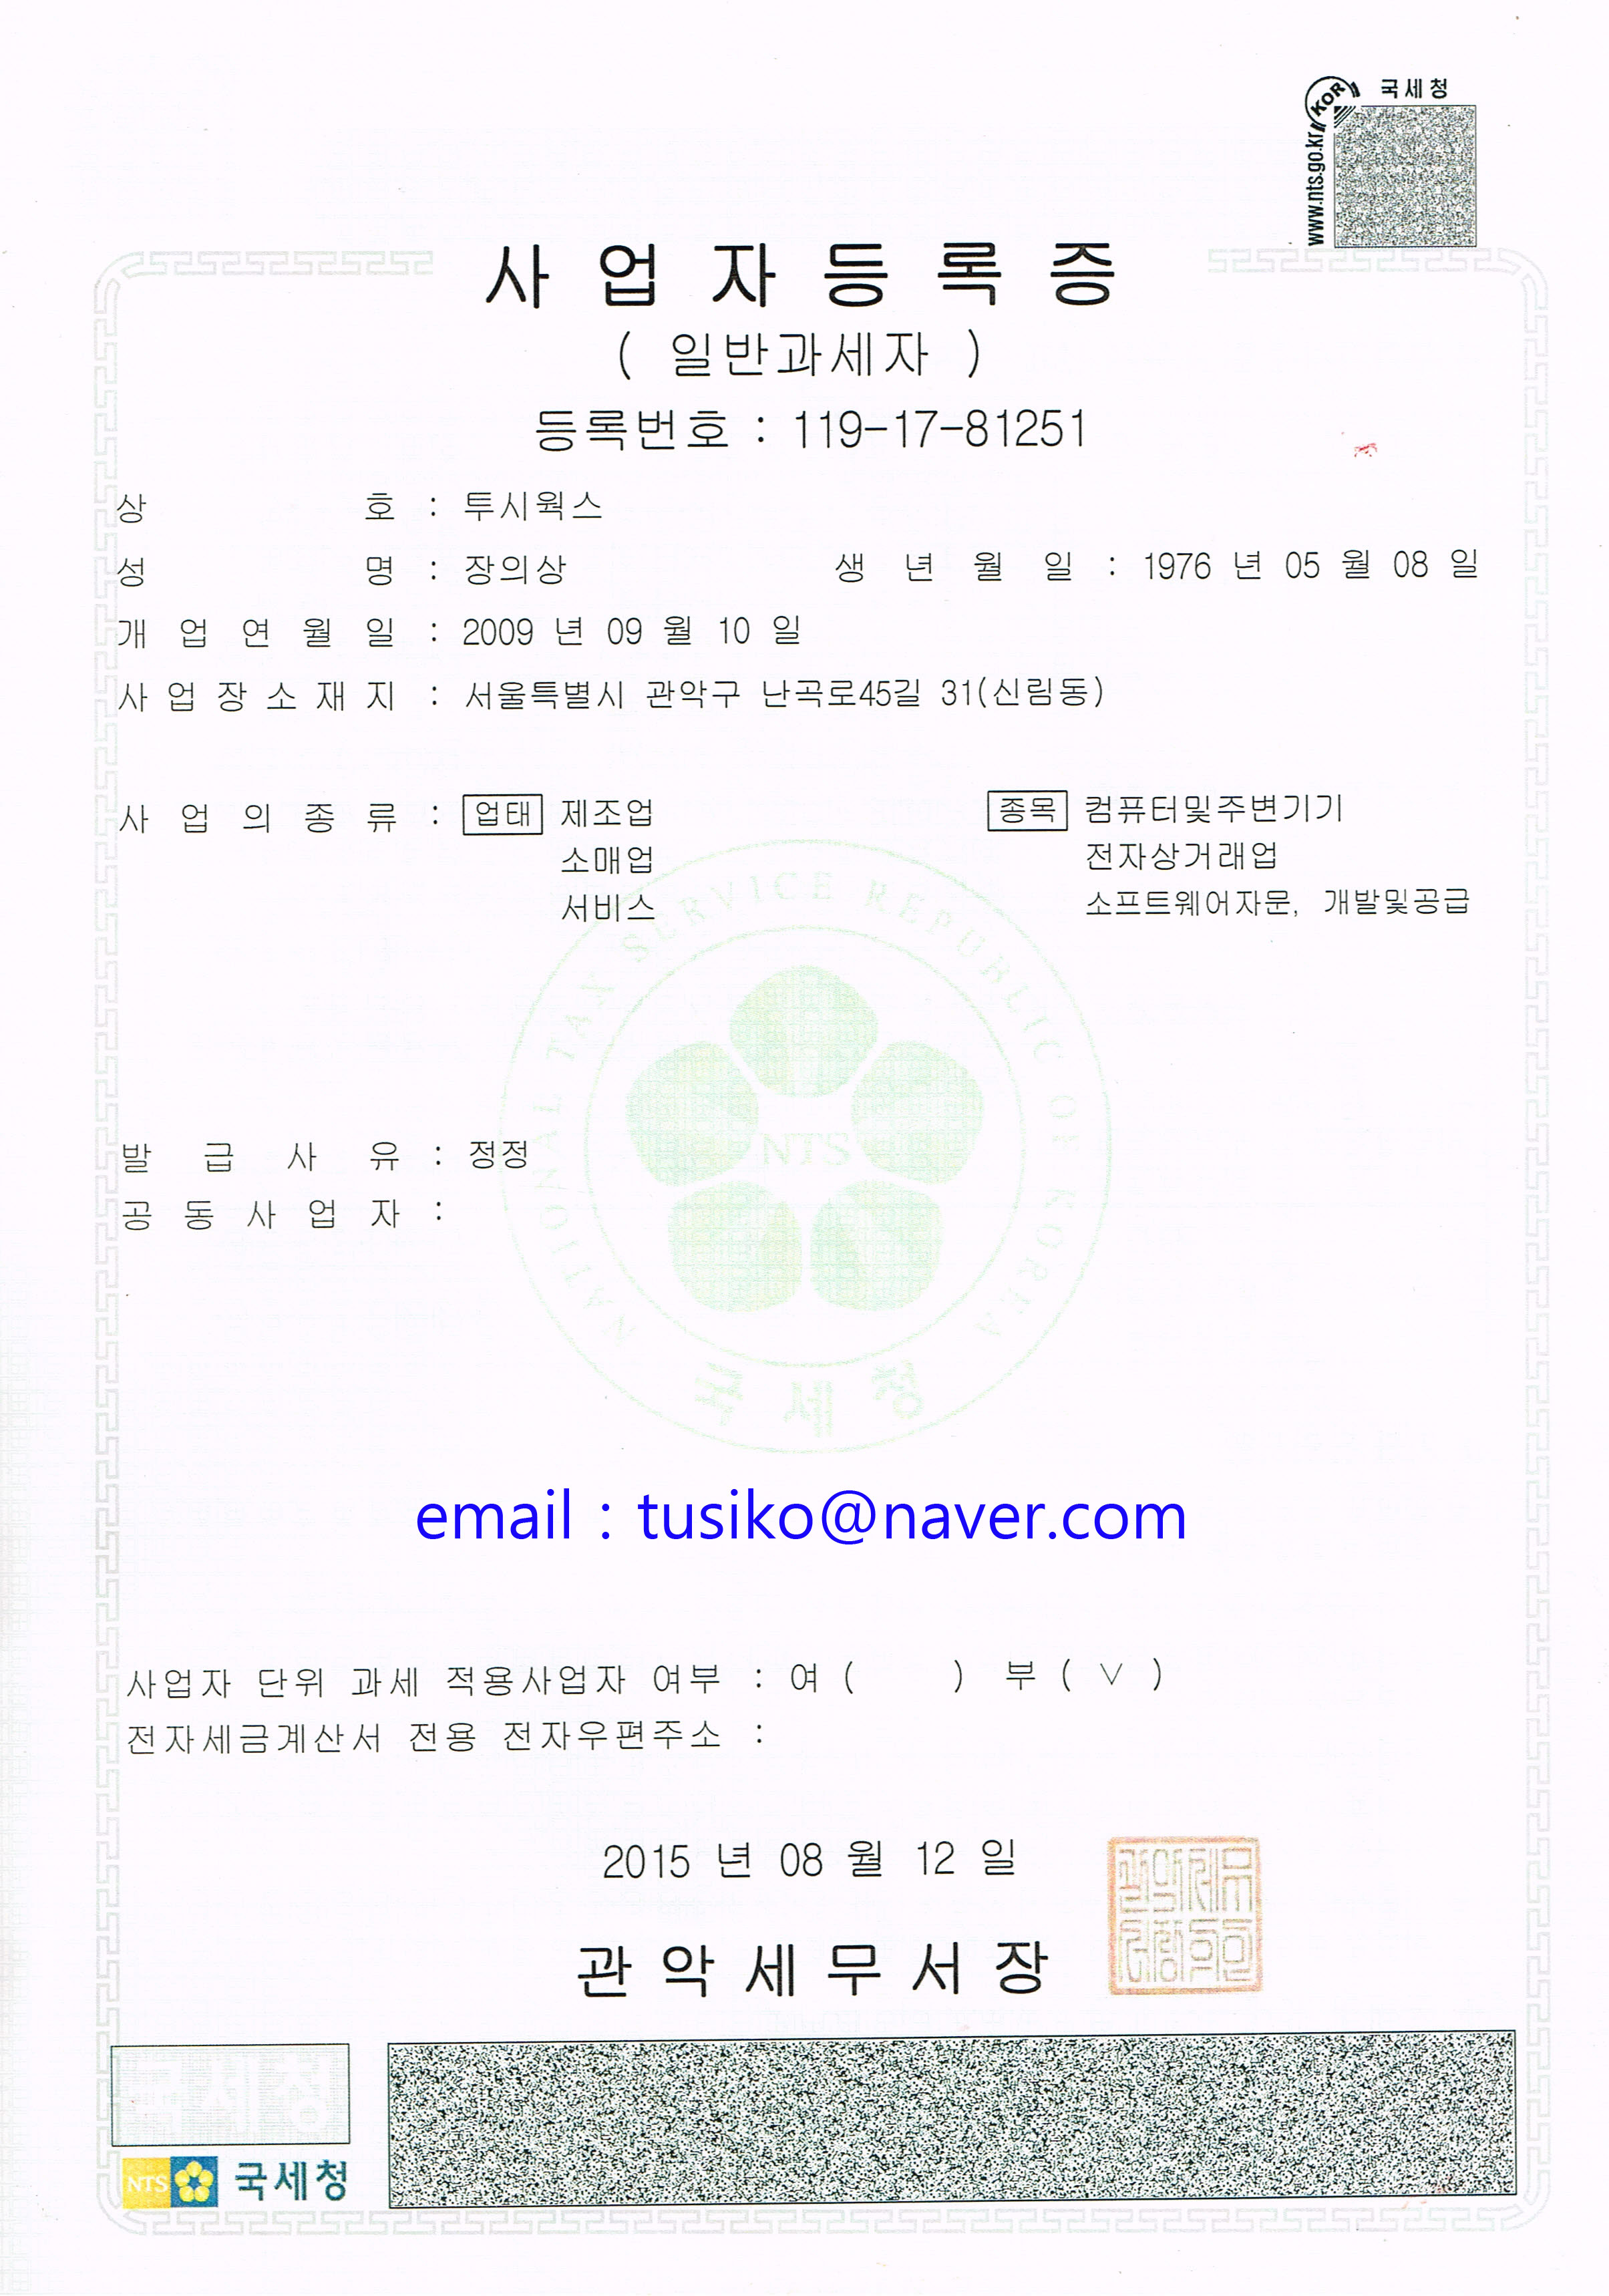 국세청
KOR
www.nts.go.kr
사업자등록증
( 일반과세자 )
등록번호 : 119-17-81251
상 호 : 투시웍스
성 명 : 장의상 생 년 월 일 : 1976 년 05 월 08 일
개 업 연 월 일 : 2009 년 09 월 10 일
사 업 장 소 재 지 : 서울특별시 관악구 난곡로45길 31(신림동)
사 업 의 종 류 : 업태 제조업 종목 컴퓨터및주변기기
소매업 전자상거래업
서비스 소프트웨어자문, 개발및공급
NATIONAL TAX SERVICE REPUBLIC OF KOREA
NTS
발 급 사 유 : 정정
공 동 사 업 자 :
국세청
email : tusiko@naver.com
사업자 단위 과세 적용사업자 여부 : 여 ( ) 부 ( ∨ )
전자세금계산서 전용 전자우편주소 :
2015 년 08 월 12 일
관악세무서장
국세청
NTS 국세청